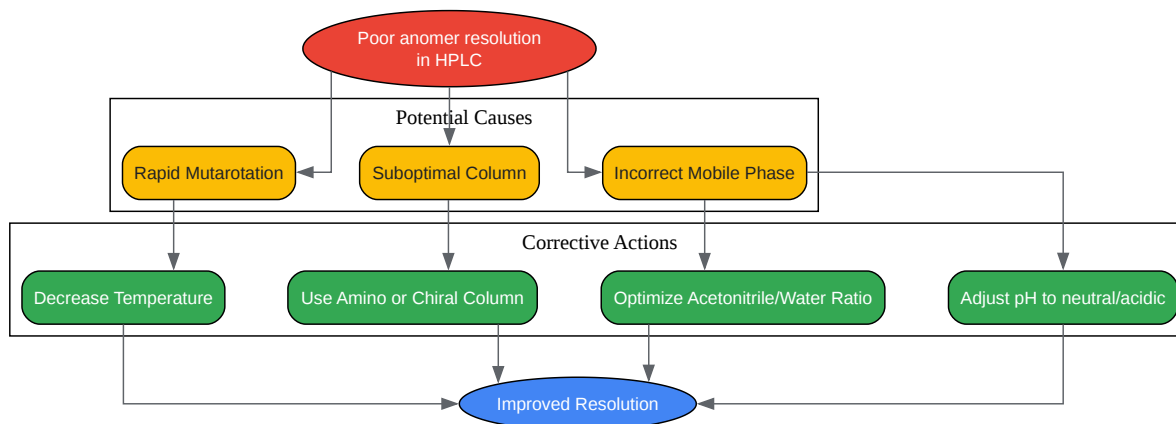 Poor anomer resolution
in HPLC
Potential Causes
Rapid Mutarotation
Suboptimal Column
Incorrect Mobile Phase
Corrective Actions
Decrease Temperature
Use Amino or Chiral Column
Optimize Acetonitrile/Water Ratio
Adjust pH to neutral/acidic
Improved Resolution